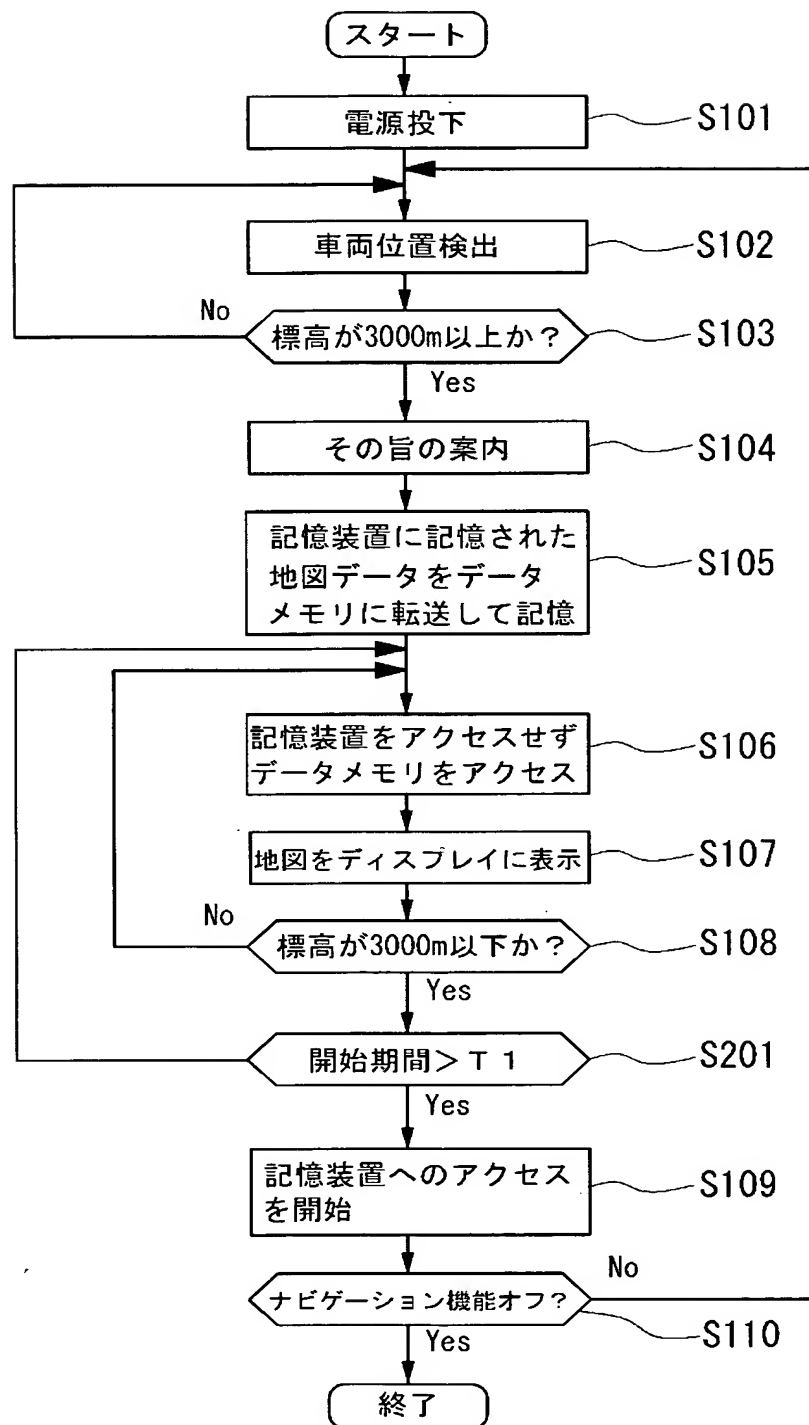 スタート
電源投下
S101
車両位置検出
S102
No
標高が3000m以上か?
S103
Yes
その旨の案内
S104
記憶装置に記憶された
地図データをデータ
メモリに転送して記憶
S105
記憶装置をアクセスせず
データメモリをアクセス
S106
地図をディスプレイに表示
S107
No
標高が3000m以下か?
S108
Yes
開始期間>T1
S201
Yes
記憶装置へのアクセス
を開始
S109
No
ナビゲーション機能オフ?
S110
Yes
終了